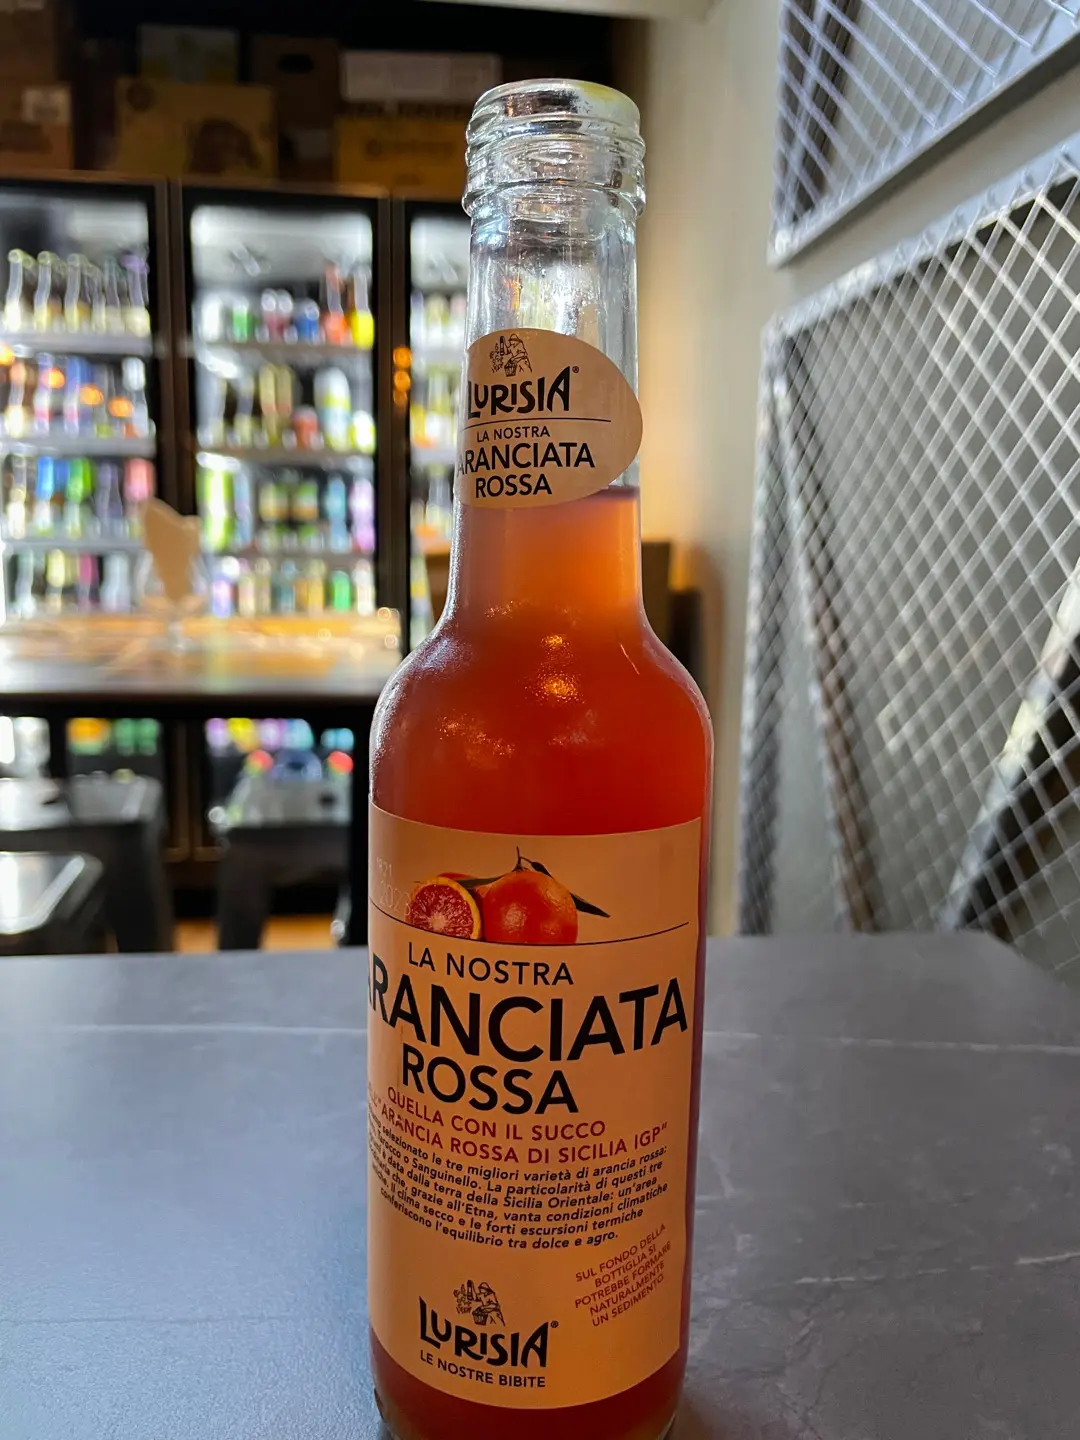 LURISIA®
LA NOSTRA
ARANCIATA
ROSSA
LA NOSTRA
ARANCIATA
ROSSA
QUELLA CON IL SUCCO
"ARANCIA ROSSA DI SICILIA IGP"
selezionato le tre migliori varietà di arancia rossa:
Tarocco o Sanguinello. La particolarità di questi tre
è data dalla terra della Sicilia Orientale: un'area
che, grazie all'Etna, vanta condizioni climatiche
Il clima secco e le forti escursioni termiche
conferiscono l'equilibrio tra dolce e agro.
SUL FONDO DELLA
BOTTIGLIA SI
POTREBBE FORMARE
NATURALMENTE
UN SEDIMENTO
LURISIA®
LE NOSTRE BIBITE